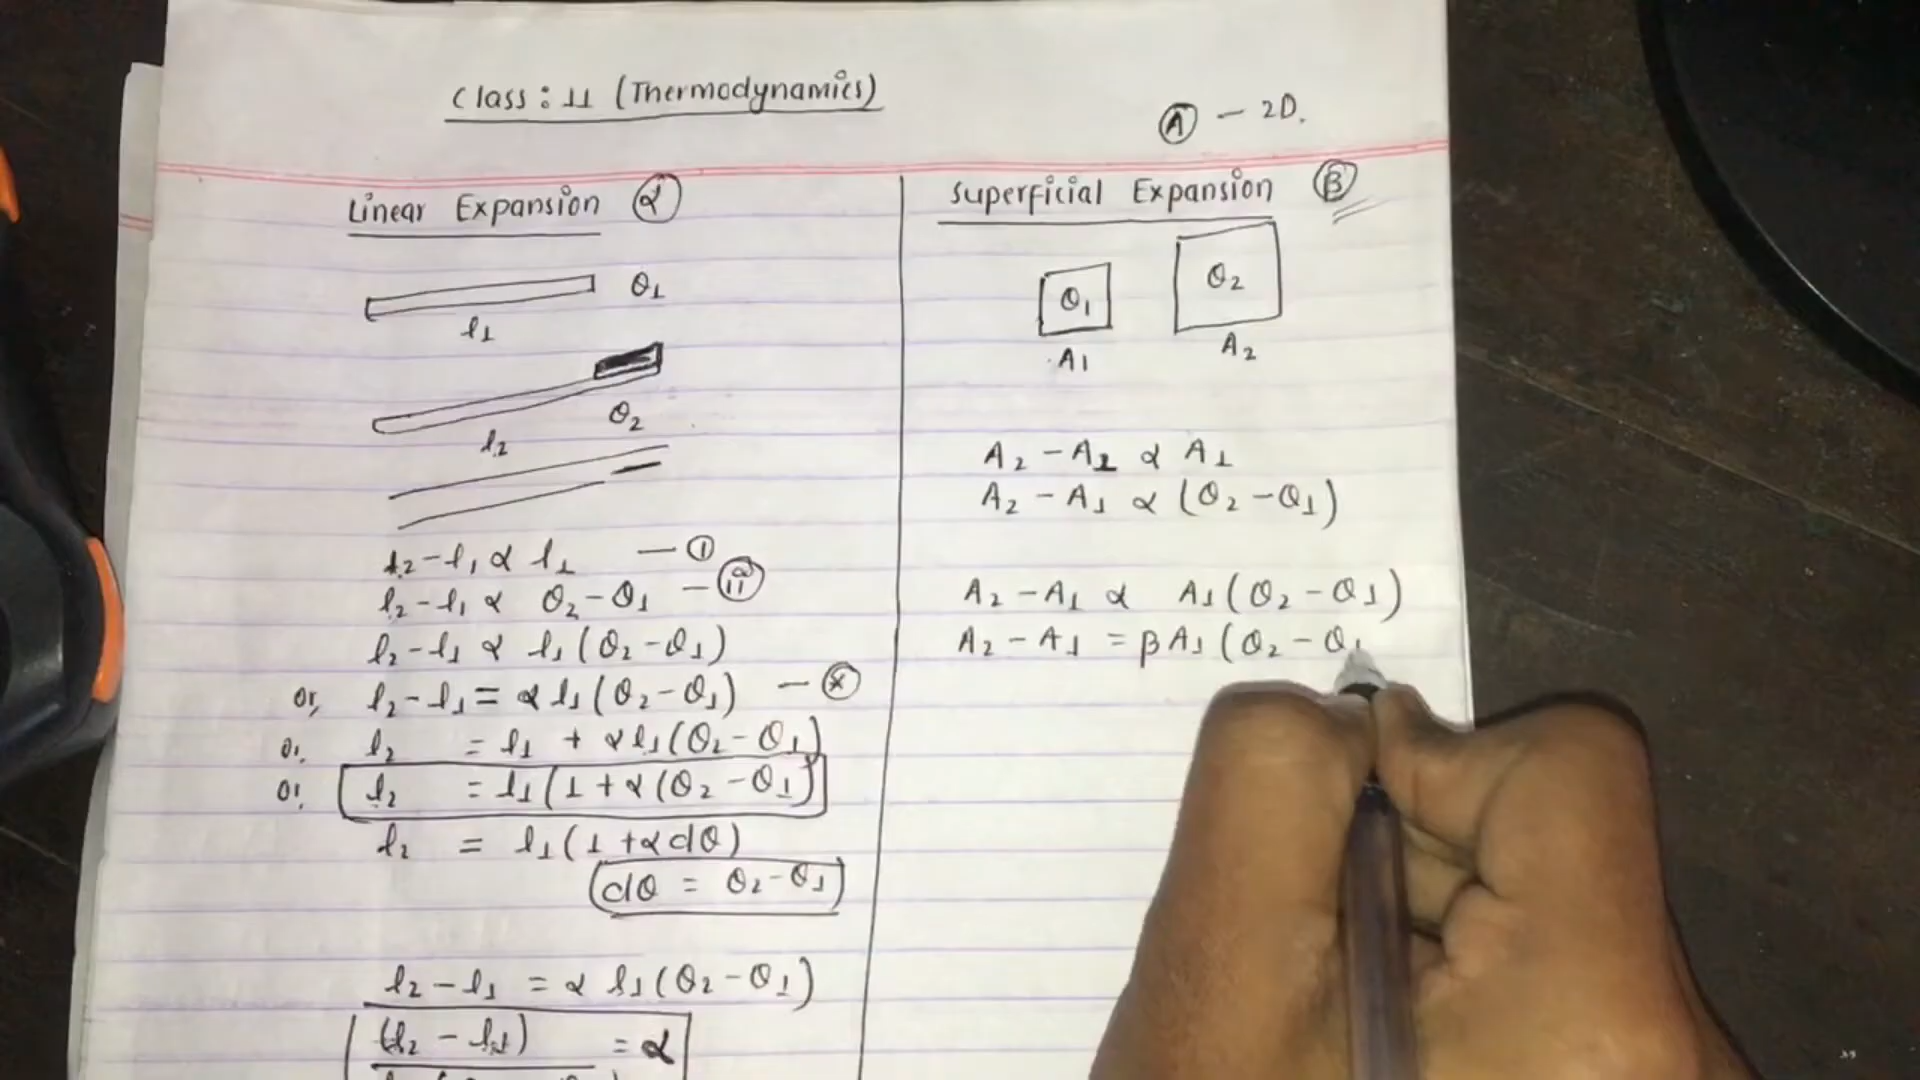 Class: 11 (Thermodynamics)
A - 2D.
Linear Expansion α
θ1
l1
θ2
l2
l2 - l1 α l1 - I
l2 - l1 α θ2 - θ1 - II
l2 - l1 α l1 (θ2 - θ1)
or, l2 - l1 = α l1 (θ2 - θ1) - *
or, l2 = l1 + α l1 (θ2 - θ1)
or, l2 = l1 (1 + α (θ2 - θ1)
l2 = l1 (1 + α dθ)
dθ = θ2 - θ1
l2 - l1 = α l1 (θ2 - θ1)
(l2 - l1) = α
Superficial Expansion β
θ1 θ2
A1 A2
A2 - A1 α A1
A2 - A1 α (θ2 - θ1)
A2 - A1 α A1 (θ2 - θ1)
A2 - A1 = β A1 (θ2 - θ1